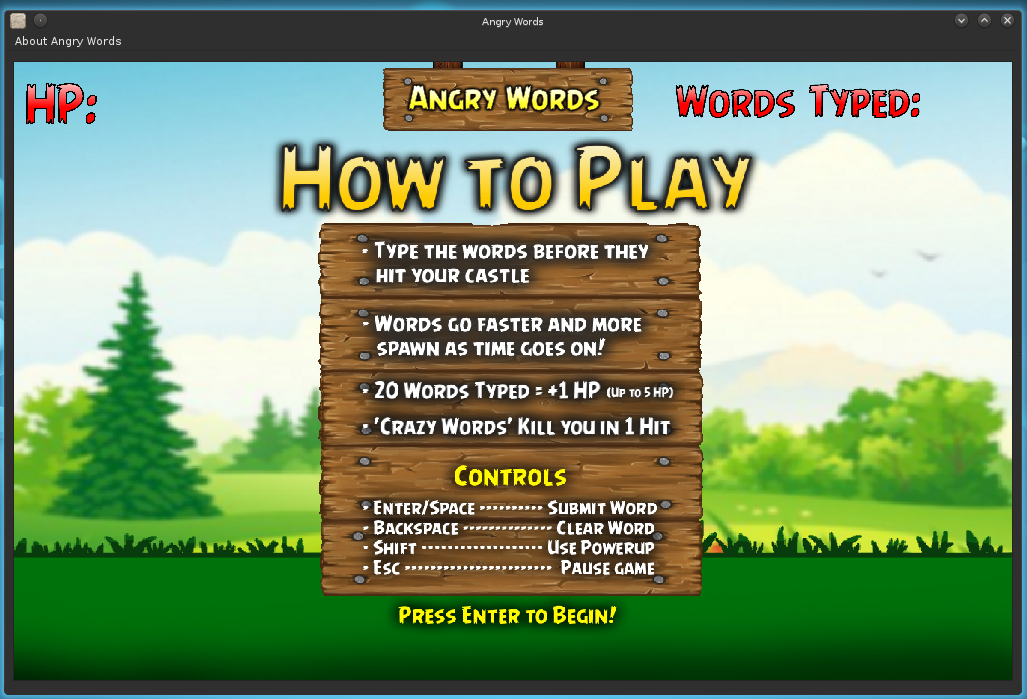 Angry Words
About Angry Words
HP:
Angry Words
Words Typed:
How to Play
- Type the words before they
hit your castle
- Words go faster and more
spawn as time goes on!
- 20 Words Typed = +1 HP (Up to 5 HP)
- 'Crazy Words' Kill you in 1 Hit
Controls
- Enter/Space ---------- Submit Word
- Backspace ------------- Clear Word
- Shift ------------------ Use Powerup
- Esc ---------------------- Pause game
Press Enter to Begin!